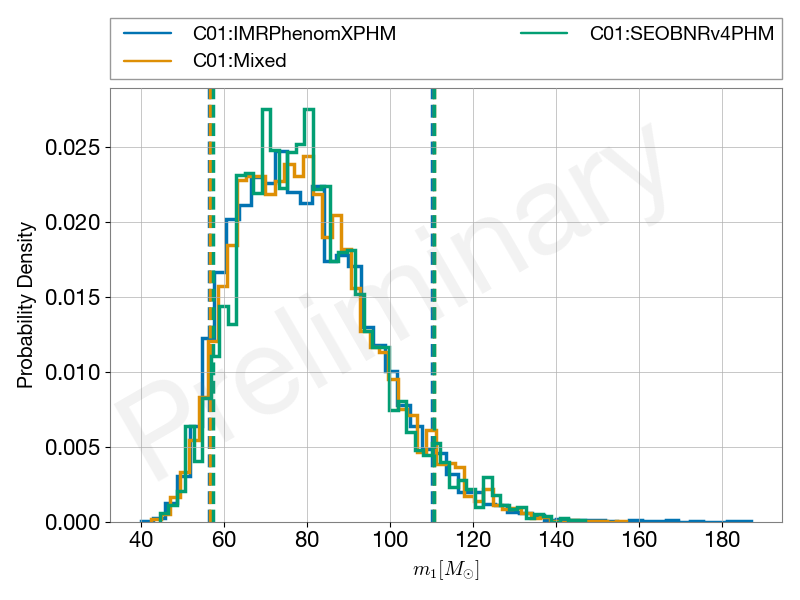 C01:IMRPhenomXPHM
C01:Mixed
C01:SEOBNRv4PHM
Preliminary
Probability Density
0.025
0.020
0.015
0.010
0.005
0.000
40 60 80 100 120 140 160 180
m₁[M☉]